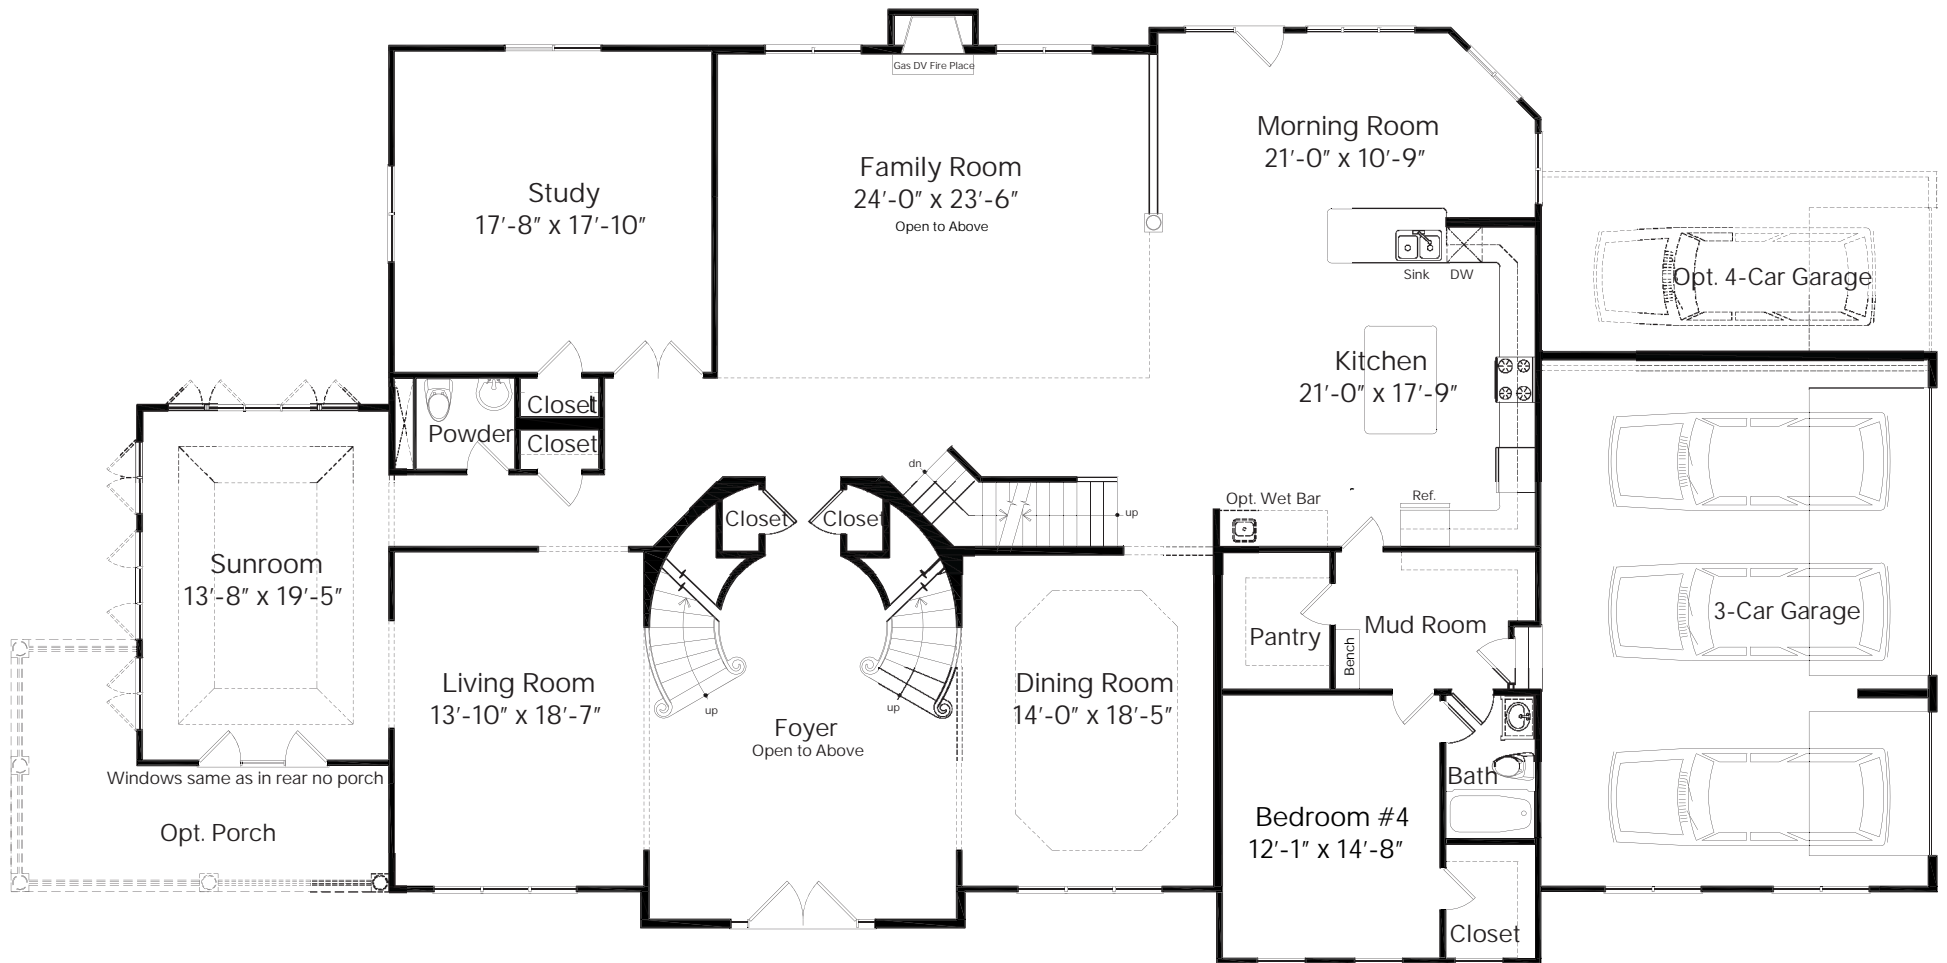 Gas DV Fire Place
Morning Room
21'-0" x 10'-9"
Family Room
24'-0" x 23'-6"
Open to Above
Study
17'-8" x 17'-10"
Sink
DW
Opt. 4-Car Garage
Kitchen
21'-0" x 17'-9"
Closet
Powder
Closet
dn
Opt. Wet Bar
Ref.
up
Closet
Closet
Sunroom
13'-8" x 19'-5"
3-Car Garage
Pantry
Mud Room
Bench
Living Room
13'-10" x 18'-7"
Dining Room
14'-0" x 18'-5"
up
up
Foyer
Open to Above
Windows same as in rear no porch
Bath
Opt. Porch
Bedroom #4
12'-1" x 14'-8"
Closet